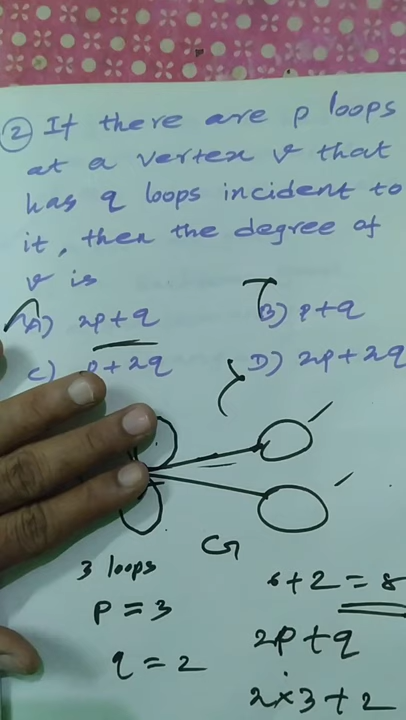 ② If there are p loops
at a vertex v that
has q loops incident to
it, then the degree of
v is
A) 2p+q B) p+q
C) p+2q D) 2p+2q
G
3 loops 6+2=8
p=3 2p+q
q=2 2×3+2